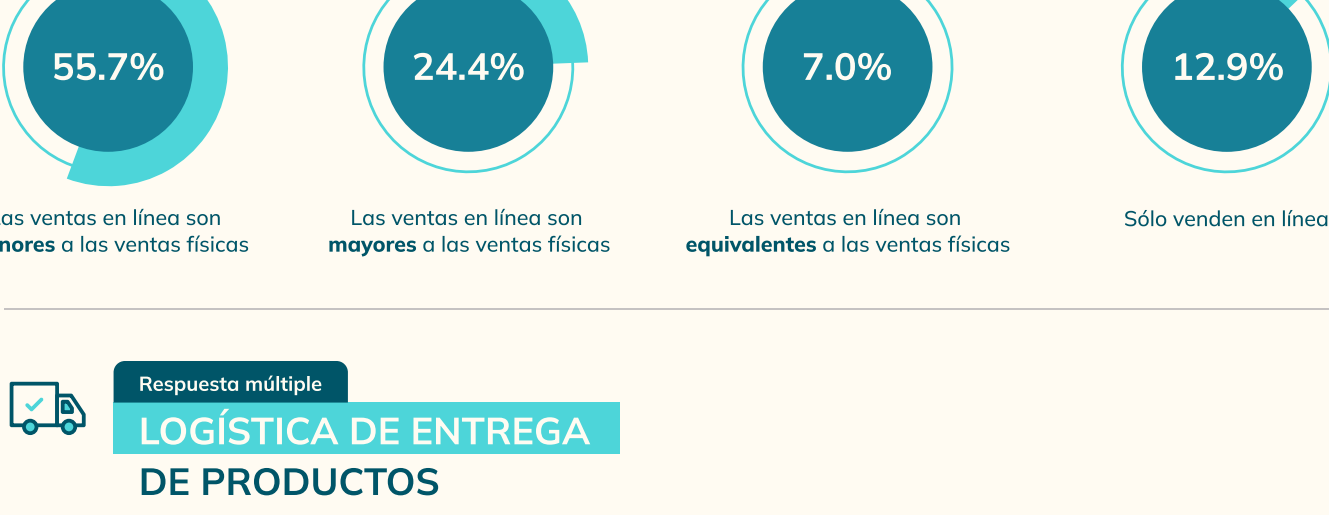 55.7%
24.4%
7.0%
12.9%
as ventas en línea son
nores a las ventas físicas
Las ventas en línea son
mayores a las ventas físicas
Las ventas en línea son
equivalentes a las ventas físicas
Sólo venden en línea
Respuesta múltiple
LOGÍSTICA DE ENTREGA
DE PRODUCTOS